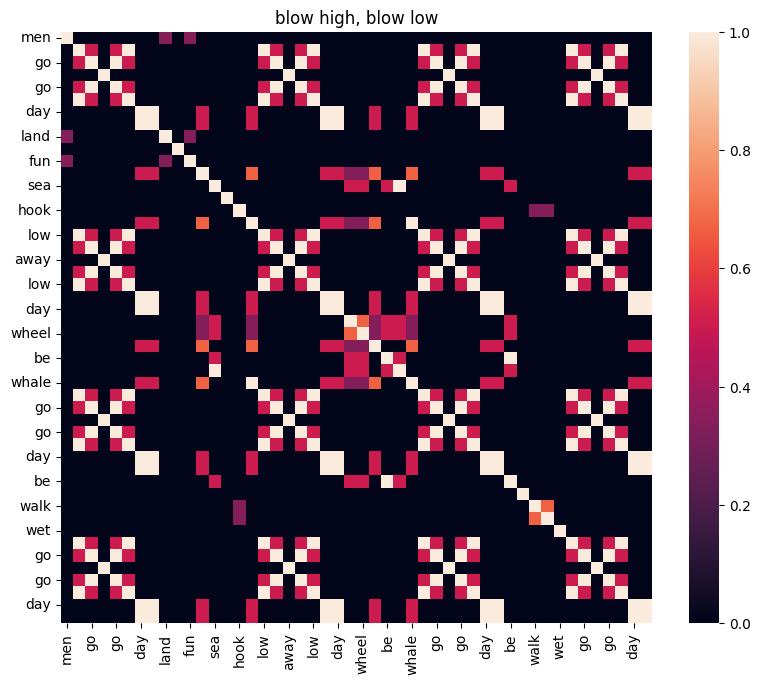 blow high, blow low
men
go
go
day
land
fun
sea
hook
low
away
low
day
wheel
be
whale
go
go
day
be
walk
wet
go
go
day
1.0
0.8
0.6
0.4
0.2
0.0
men go go day land fun sea hook low away low day wheel be whale go go day be walk wet go go day